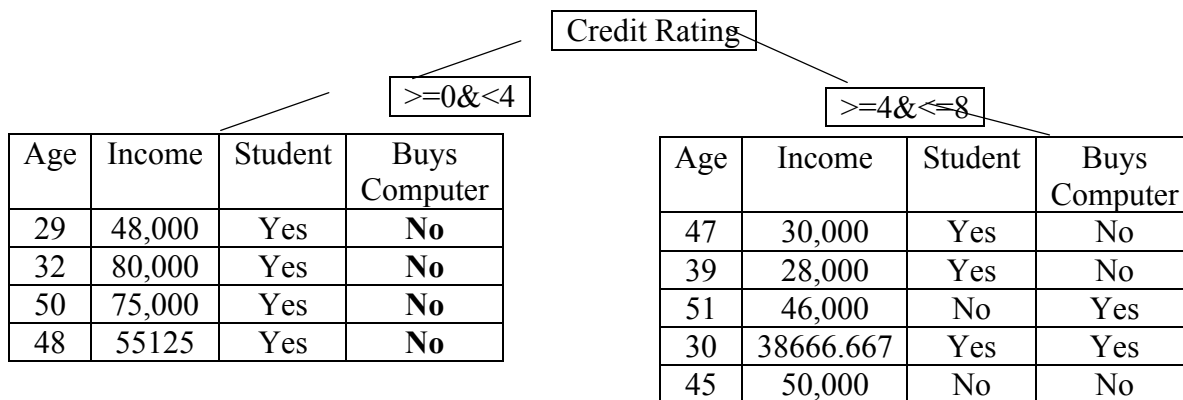 Credit Rating
>=0&<4
>=4&<=8
Age Income Student Buys
Computer
29 48,000 Yes No
32 80,000 Yes No
50 75,000 Yes No
48 55125 Yes No
Age Income Student Buys
Computer
47 30,000 Yes No
39 28,000 Yes No
51 46,000 No Yes
30 38666.667 Yes Yes
45 50,000 No No